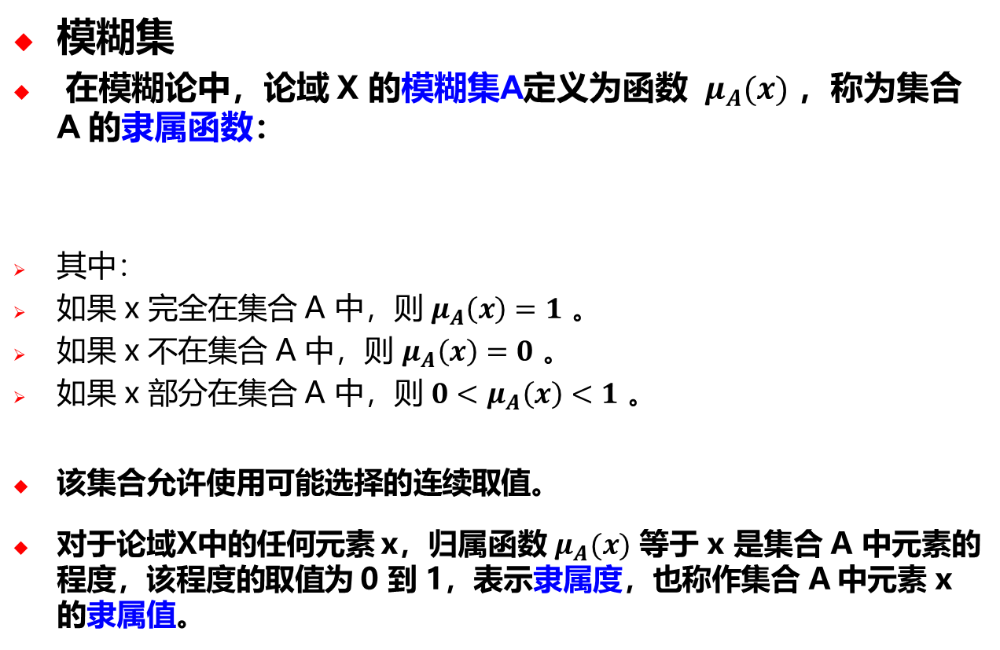 模糊集
在模糊论中，论域 X 的模糊集A定义为函数 μ_A(x) ，称为集合
A 的隶属函数：
其中：
如果 x 完全在集合 A 中，则 μ_A(x) = 1 。
如果 x 不在集合 A 中，则 μ_A(x) = 0 。
如果 x 部分在集合 A 中，则 0 < μ_A(x) < 1 。
该集合允许使用可能选择的连续取值。
对于论域X中的任何元素 x，归属函数 μ_A(x) 等于 x 是集合 A 中元素的
程度，该程度的取值为 0 到 1，表示隶属度，也称作集合 A 中元素 x
的隶属值。